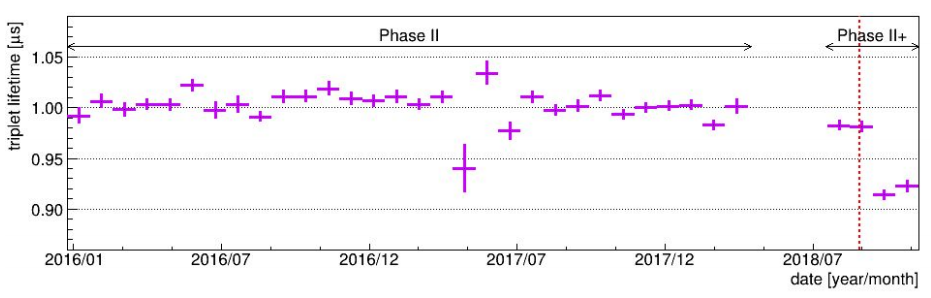 triplet lifetime [µs]
Phase II
Phase II+
1.05
1.00
0.95
0.90
2016/01
2016/07
2016/12
2017/07
2017/12
2018/07
date [year/month]